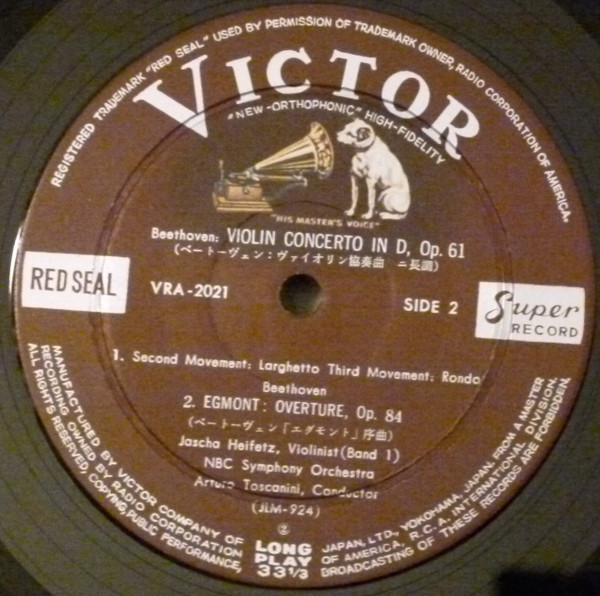 REGISTERED TRADEMARK "RED SEAL" USED BY PERMISSION OF TRADEMARK OWNER, RADIO CORPORATION OF AMERICA.
VICTOR
"NEW-ORTHOPHONIC" HIGH-FIDELITY
"HIS MASTER'S VOICE"
Beethoven: VIOLIN CONCERTO IN D, Op. 61
(ベートーヴェン:ヴァイオリン協奏曲 ニ長調)
RED SEAL
VRA-2021
SIDE 2
Super
RECORD
1. Second Movement: Larghetto Third Movement: Rondo
Beethoven
2. EGMONT: OVERTURE, Op. 84
(ベートーヴェン「エグモント」序曲)
Jascha Heifetz, Violinist (Band 1)
NBC Symphony Orchestra
Arturo Toscanini, Conductor
(JLM-924)
②
LONG
PLAY
33 1/3
MANUFACTURED BY VICTOR COMPANY OF JAPAN, LTD., YOKOHAMA, JAPAN, FROM A MASTER
RECORDING OWNED BY RADIO CORPORATION OF AMERICA, R.C.A. INTERNATIONAL DIVISION.
ALL RIGHTS RESERVED, COPYING, PUBLIC PERFORMANCE, BROADCASTING OF THESE RECORDS ARE FORBIDDEN.